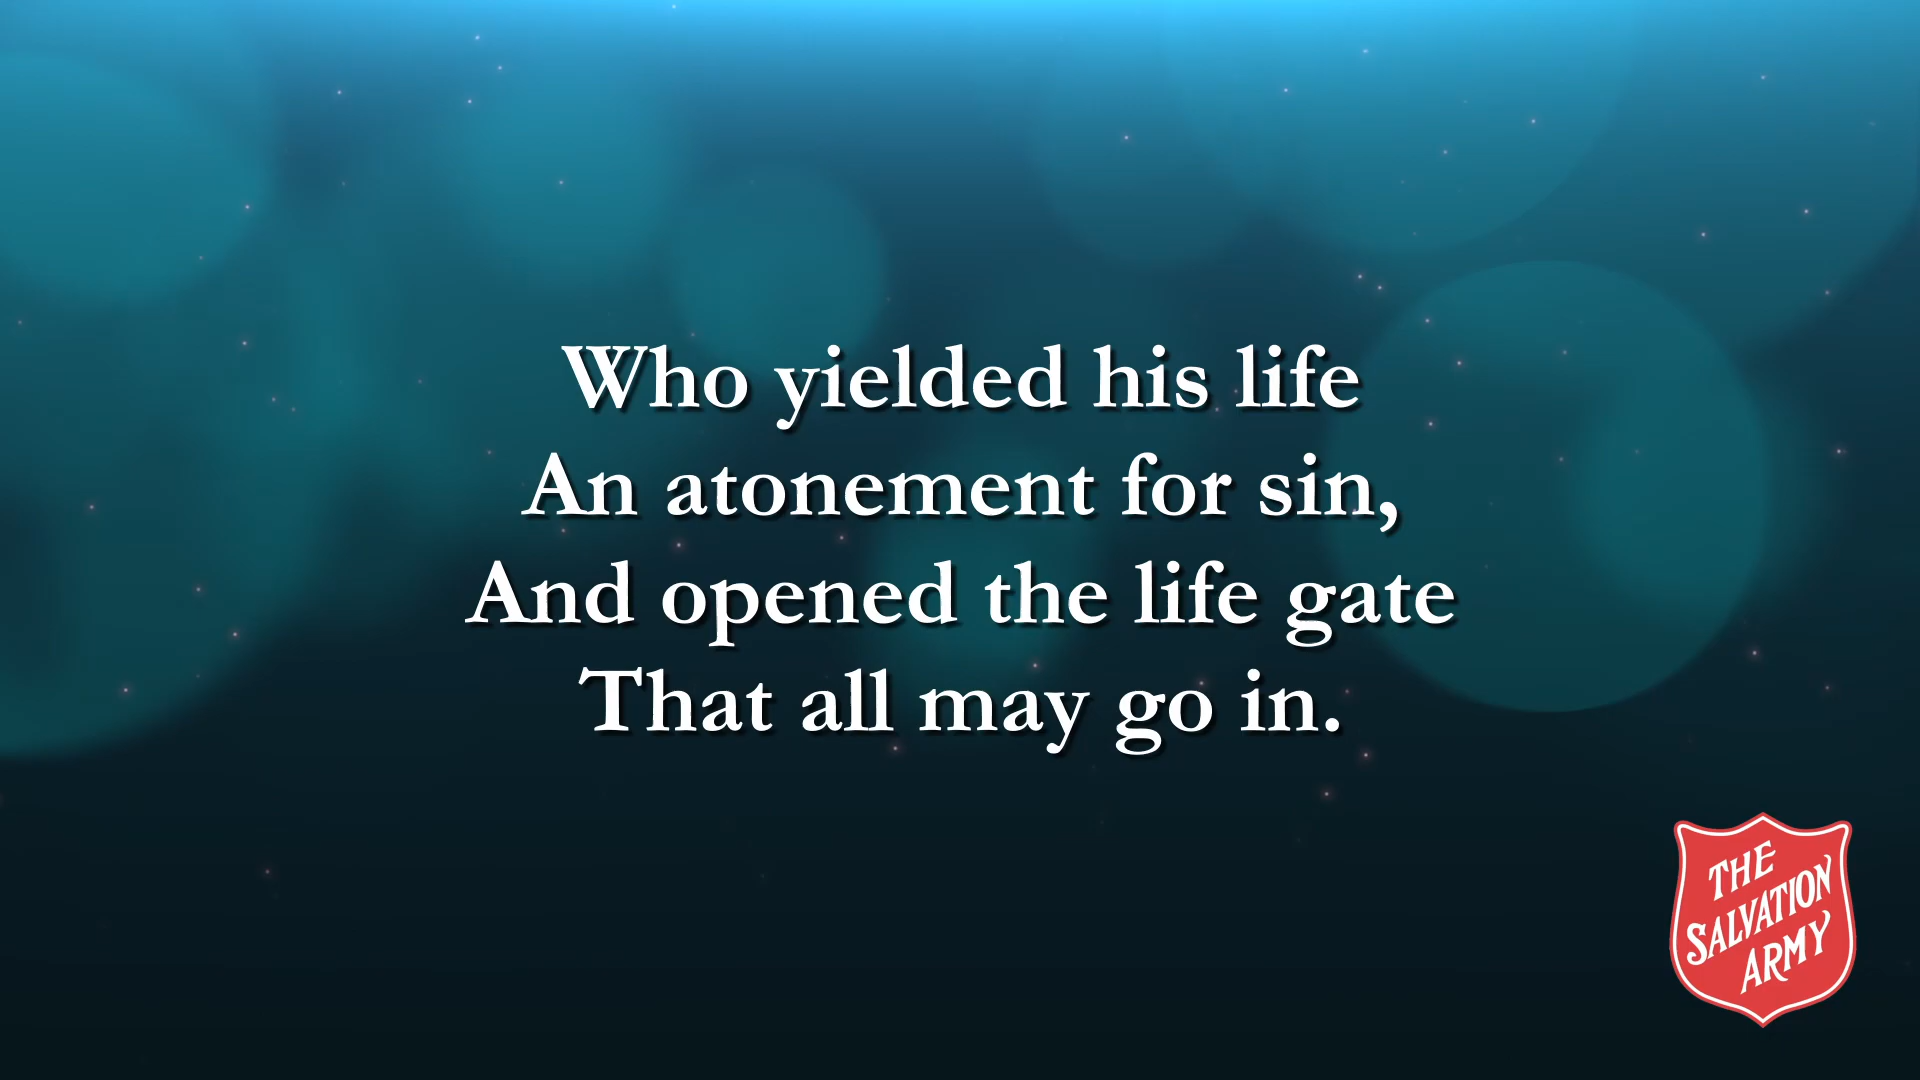 Who yielded his life
An atonement for sin,
And opened the life gate
That all may go in.
THE
SALVATION
ARMY